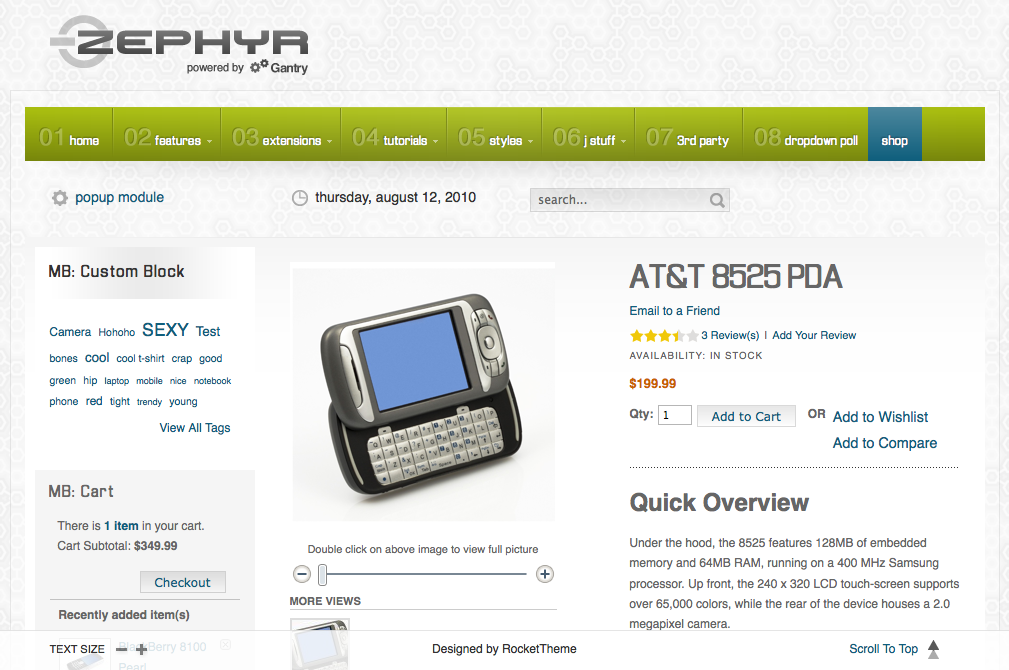 ZEPHYR
powered by Gantry
01 home 02 features 03 extensions 04 tutorials 05 styles 06 j stuff 07 3rd party 08 dropdown poll shop
popup module thursday, august 12, 2010 search...
MB: Custom Block
Camera Hohoho SEXY Test
bones cool cool t-shirt crap good
green hip laptop mobile nice notebook
phone red tight trendy young
View All Tags
MB: Cart
There is 1 item in your cart.
Cart Subtotal: $349.99
Checkout
Recently added item(s)
BlackBerry 8100
Pearl
Double click on above image to view full picture
MORE VIEWS
AT&T 8525 PDA
Email to a Friend
3 Review(s) | Add Your Review
AVAILABILITY: IN STOCK
$199.99
Qty: 1 Add to Cart OR Add to Wishlist
Add to Compare
Quick Overview
Under the hood, the 8525 features 128MB of embedded
memory and 64MB RAM, running on a 400 MHz Samsung
processor. Up front, the 240 x 320 LCD touch-screen supports
over 65,000 colors, while the rear of the device houses a 2.0
megapixel camera.
TEXT SIZE Designed by RocketTheme Scroll To Top